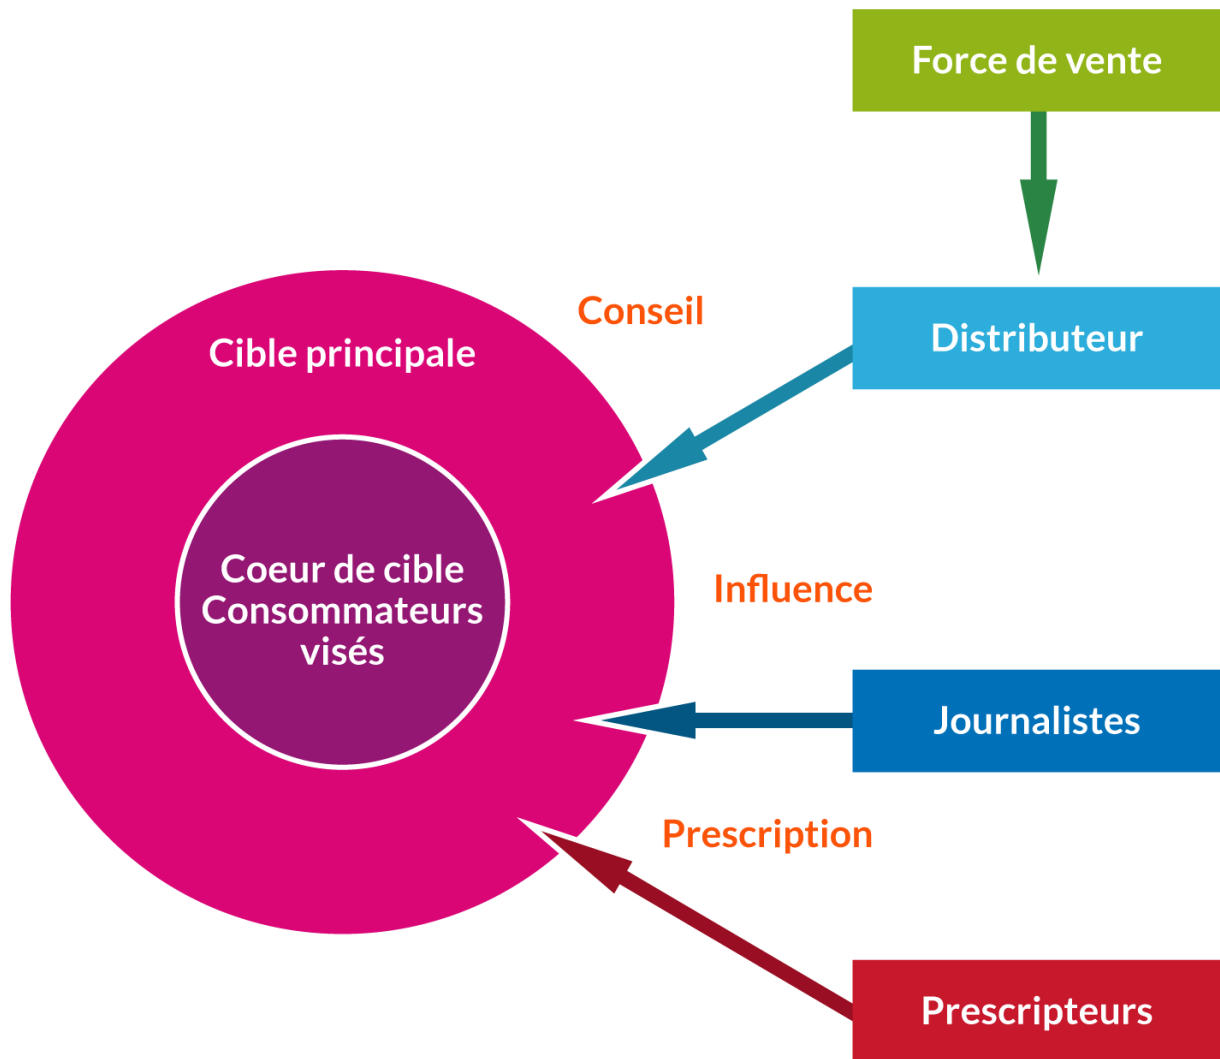 Force de vente
Conseil
Distributeur
Cible principale
Coeur de cible
Consommateurs
visés
Influence
Journalistes
Prescription
Prescripteurs